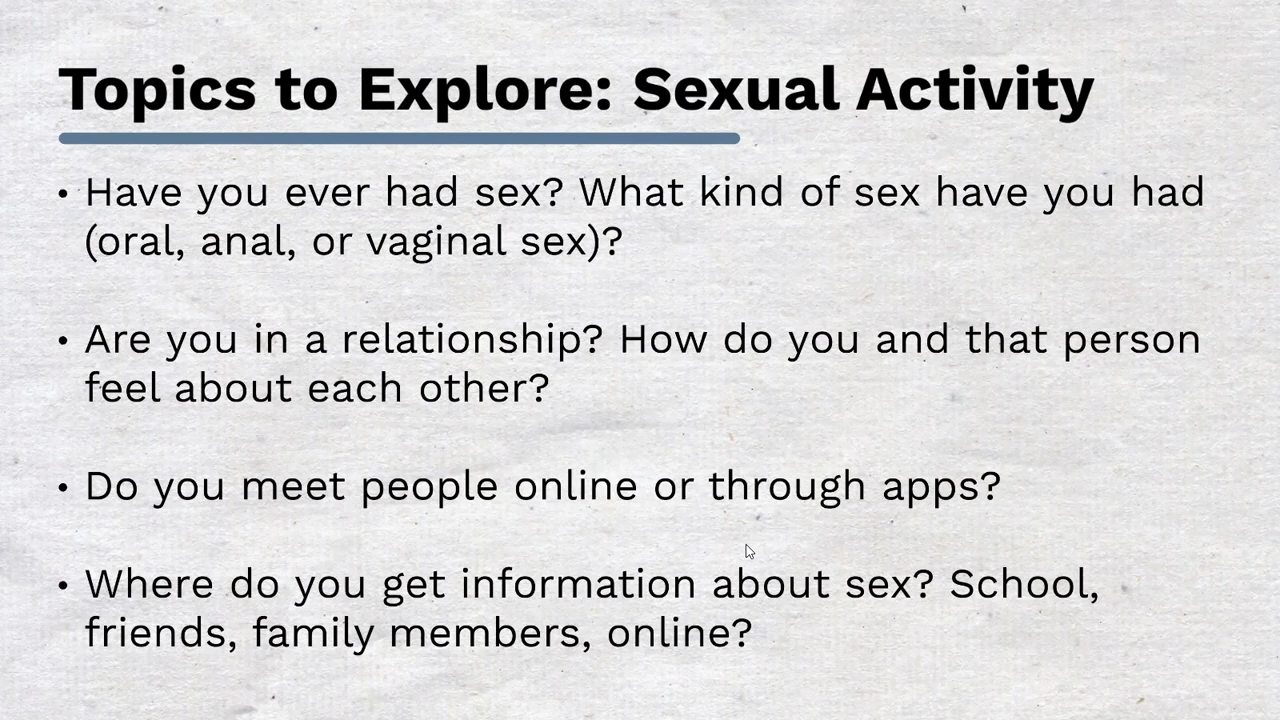 Topics to Explore: Sexual Activity
• Have you ever had sex? What kind of sex have you had
(oral, anal, or vaginal sex)?
• Are you in a relationship? How do you and that person
feel about each other?
• Do you meet people online or through apps?
• Where do you get information about sex? School,
friends, family members, online?